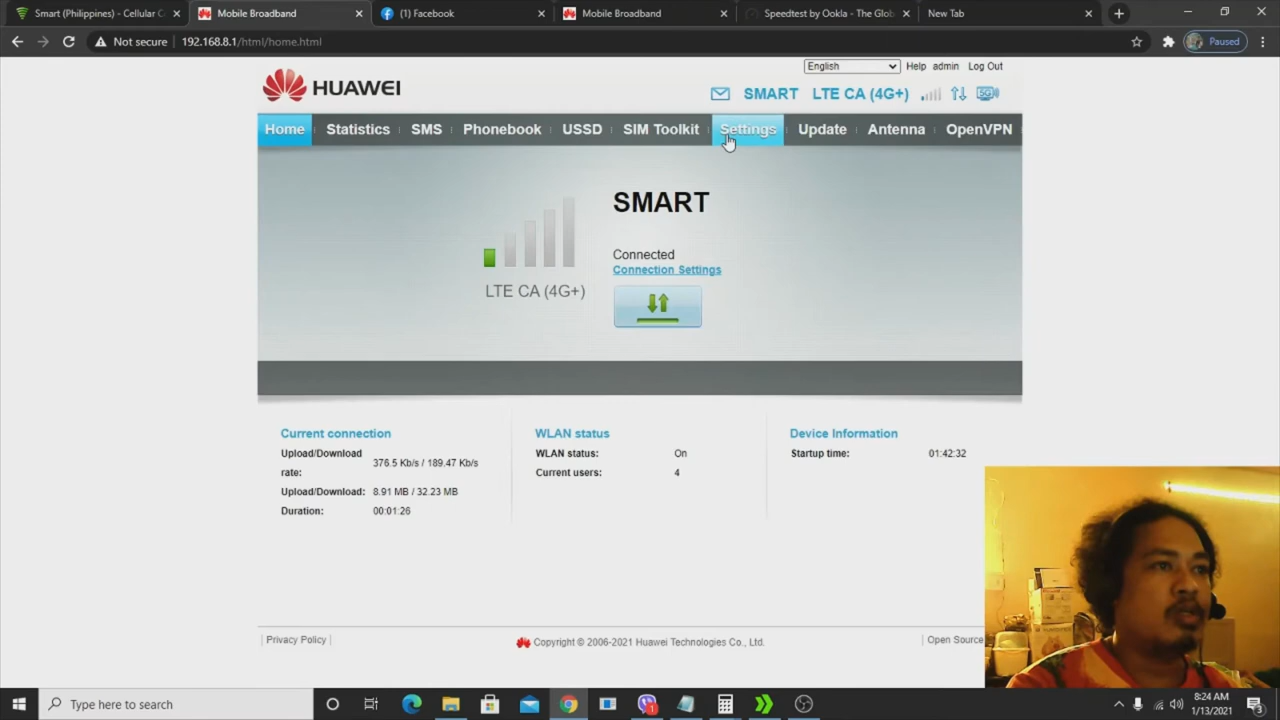 Smart (Philippines) - Cellular C
Mobile Broadband
(1) Facebook
Mobile Broadband
Speedtest by Ookla - The Glob
New Tab
Not secure
192.168.8.1/html/home.html
Paused
HUAWEI
English
Help
admin
Log Out
SMART
LTE CA (4G+)
5G
Home
Statistics
SMS
Phonebook
USSD
SIM Toolkit
Settings
Update
Antenna
OpenVPN
SMART
Connected
Connection Settings
LTE CA (4G+)
Current connection
Upload/Download rate: 376.5 Kb/s / 189.47 Kb/s
Upload/Download: 8.91 MB / 32.23 MB
Duration: 00:01:26
WLAN status
WLAN status: On
Current users: 4
Device Information
Startup time: 01:42:32
Privacy Policy
Copyright © 2006-2021 Huawei Technologies Co., Ltd.
Open Source
Type here to search
1
8:24 AM
1/13/2021
3